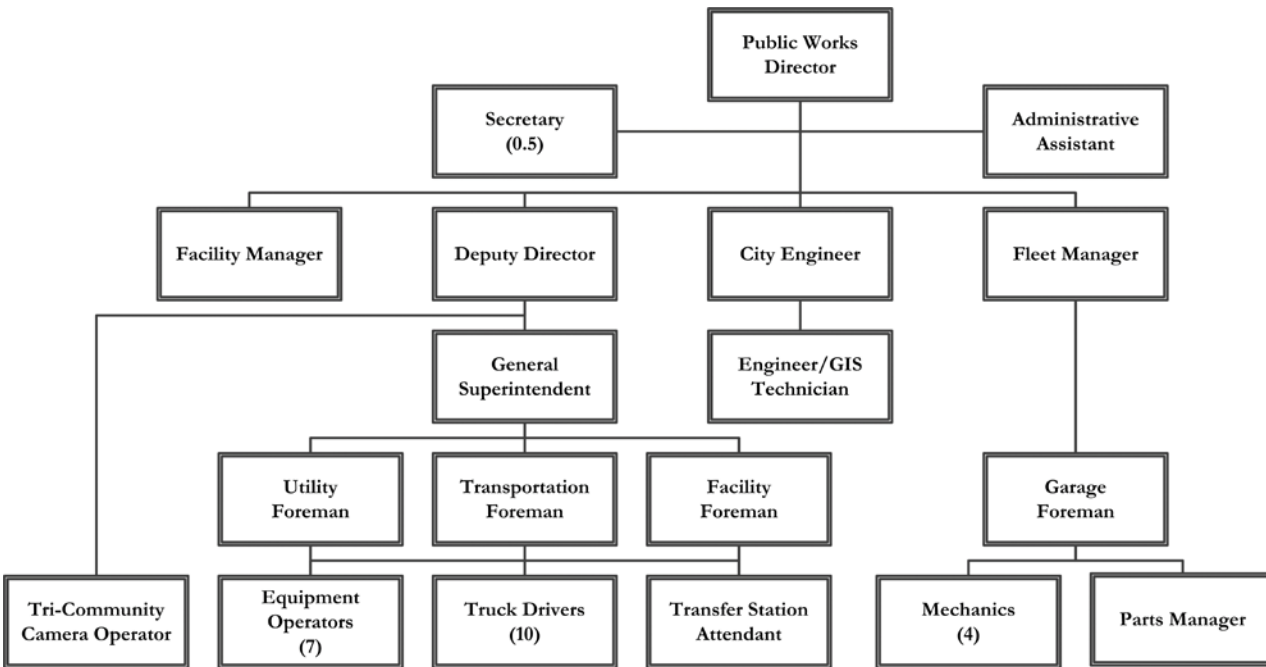 Public Works
Director
Secretary
(0.5)
Administrative
Assistant
Facility Manager
Deputy Director
City Engineer
Fleet Manager
General
Superintendent
Engineer/GIS
Technician
Utility
Foreman
Transportation
Foreman
Facility
Foreman
Garage
Foreman
Tri-Community
Camera Operator
Equipment
Operators
(7)
Truck Drivers
(10)
Transfer Station
Attendant
Mechanics
(4)
Parts Manager